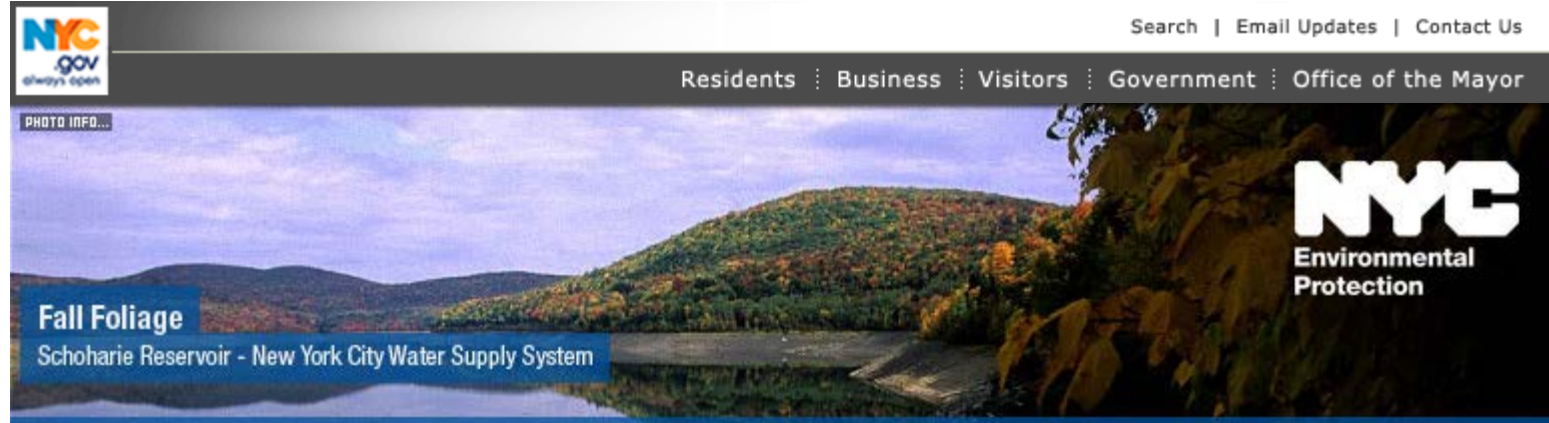 NYC
.gov
always open
Search | Email Updates | Contact Us
Residents Business Visitors Government Office of the Mayor
PHOTO INFO...
NYC
Environmental
Protection
Fall Foliage
Schoharie Reservoir - New York City Water Supply System